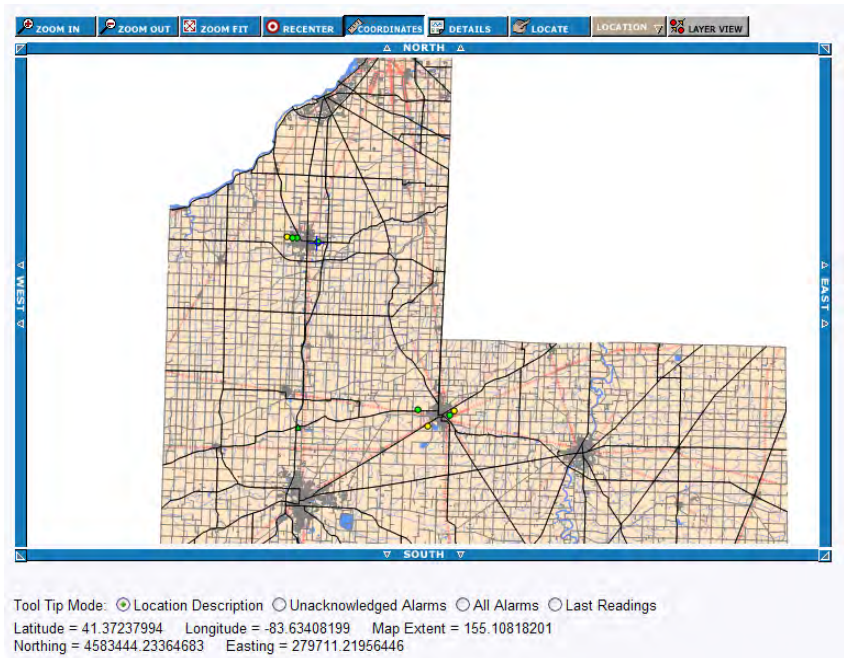 ZOOM IN ZOOM OUT ZOOM FIT RECENTER COORDINATES DETAILS LOCATE LOCATION LAYER VIEW
NORTH
WEST
EAST
SOUTH
Tool Tip Mode: Location Description Unacknowledged Alarms All Alarms Last Readings
Latitude = 41.37237994 Longitude = -83.63408199 Map Extent = 155.10818201
Northing = 4583444.23364683 Easting = 279711.21956446